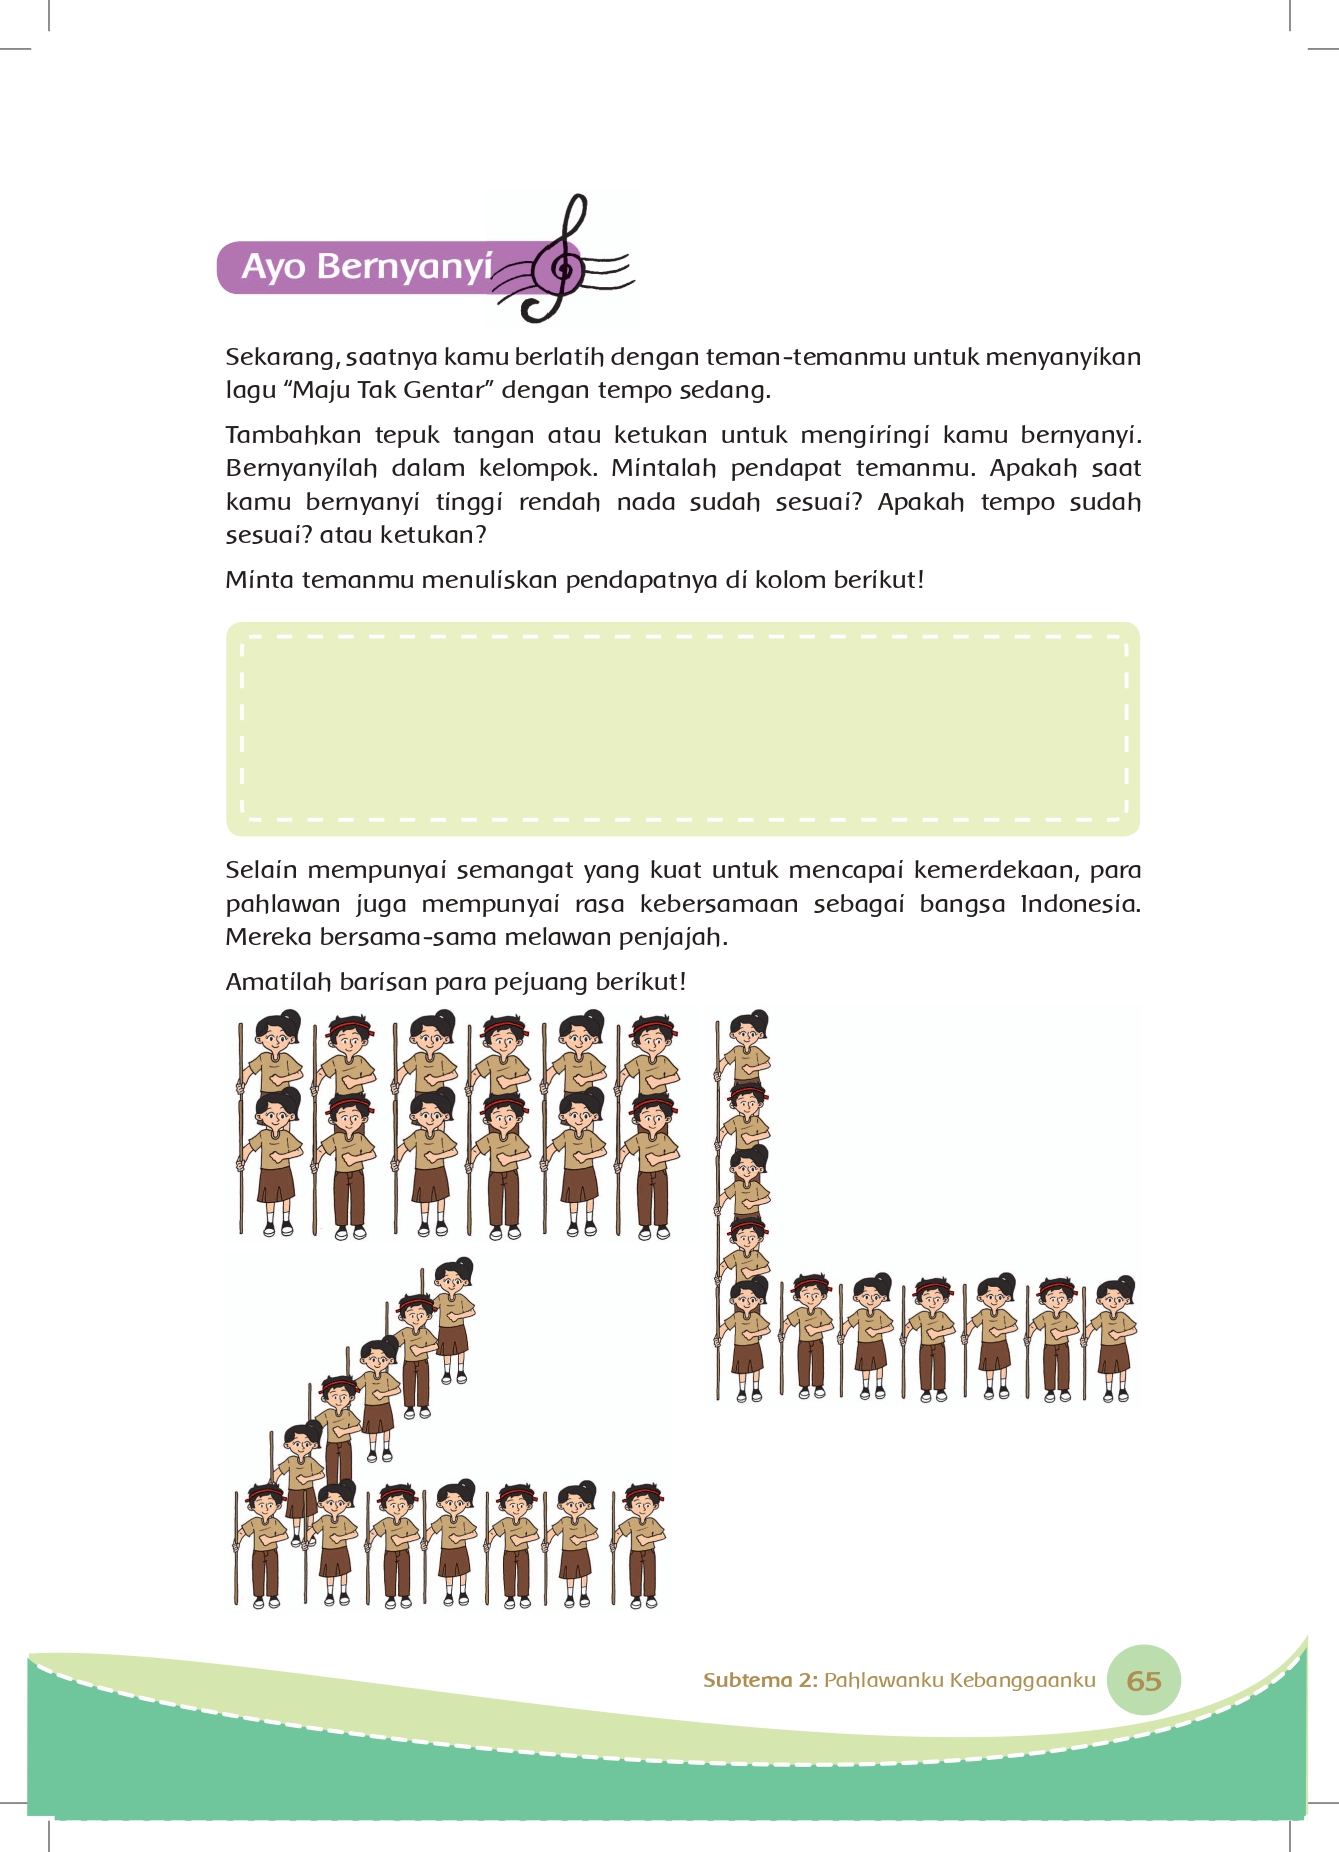 Ayo Bernyanyi
Sekarang, saatnya kamu berlatih dengan teman-temanmu untuk menyanyikan
lagu “Maju Tak Gentar” dengan tempo sedang.
Tambahkan tepuk tangan atau ketukan untuk mengiringi kamu bernyanyi.
Bernyanyilah dalam kelompok. Mintalah pendapat temanmu. Apakah saat
kamu bernyanyi tinggi rendah nada sudah sesuai? Apakah tempo sudah
sesuai? atau ketukan?
Minta temanmu menuliskan pendapatnya di kolom berikut!
Selain mempunyai semangat yang kuat untuk mencapai kemerdekaan, para
pahlawan juga mempunyai rasa kebersamaan sebagai bangsa Indonesia.
Mereka bersama-sama melawan penjajah.
Amatilah barisan para pejuang berikut!
Subtema 2: Pahlawanku Kebanggaanku 65